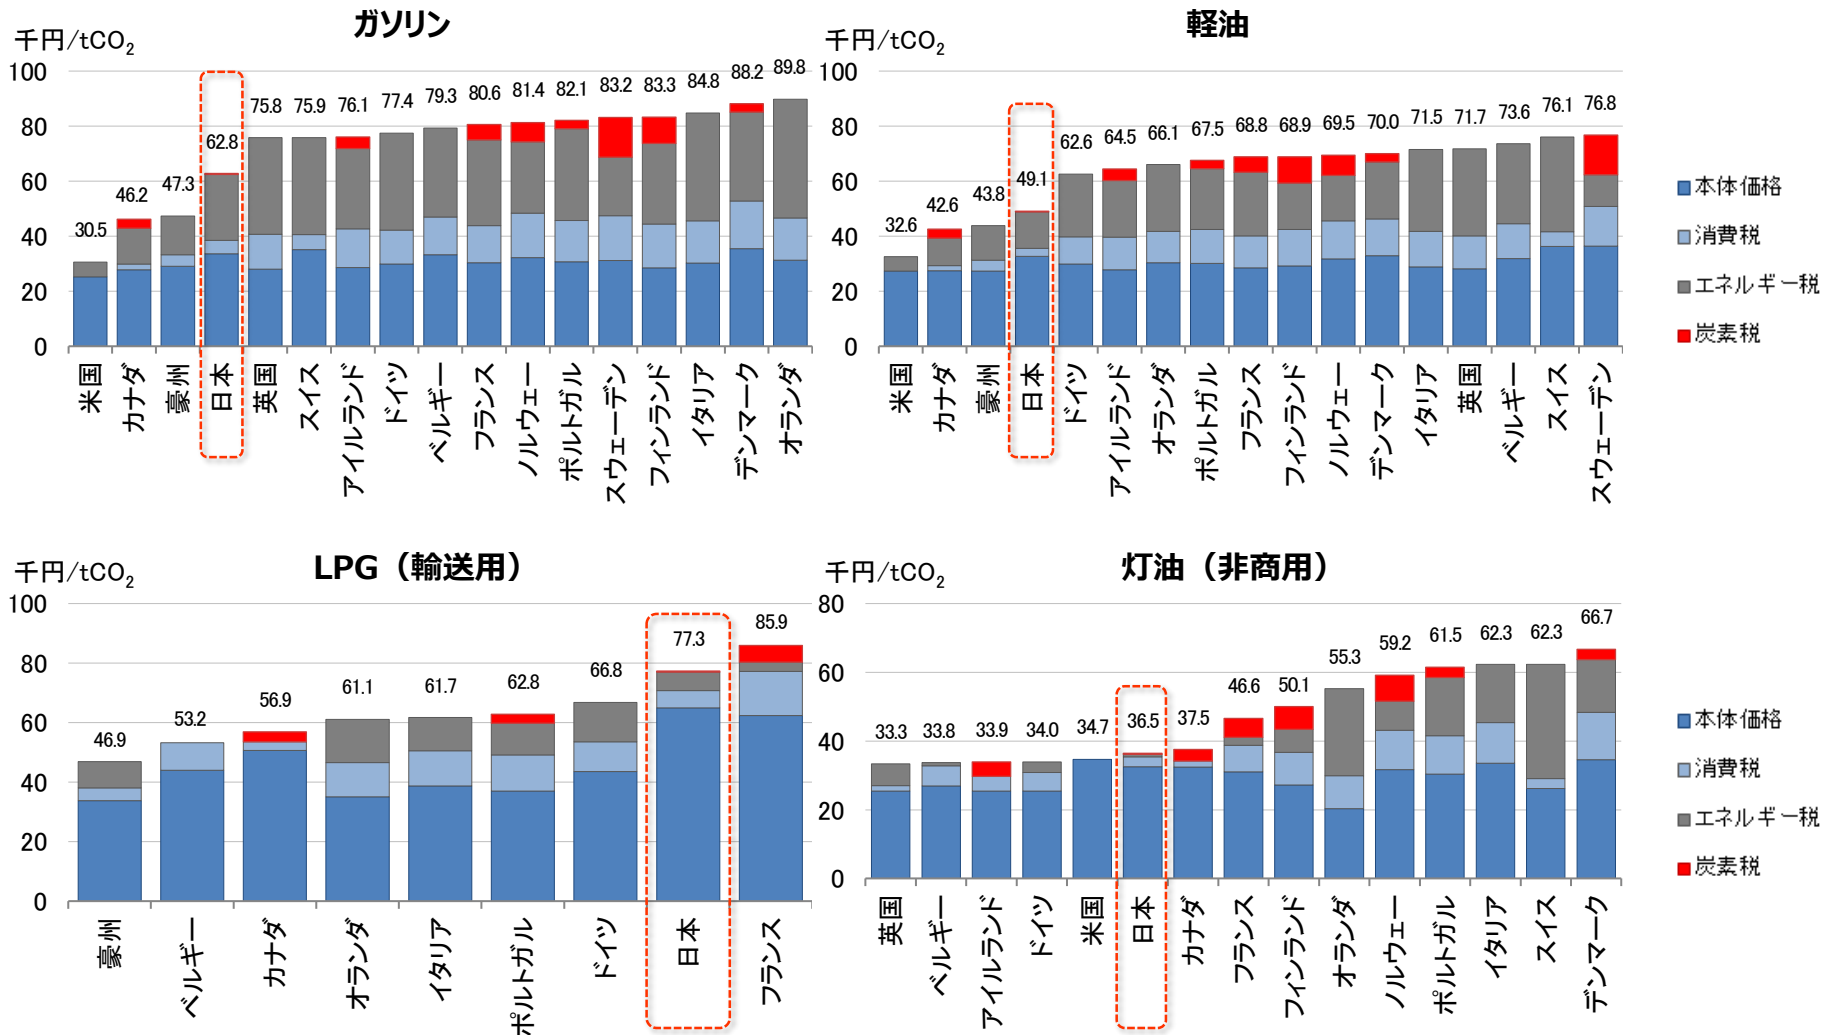 ガソリン
千円/tCO2
100
80
60
40
20
0
30.5
46.2
47.3
62.8
75.8
75.9
76.1
77.4
79.3
80.6
81.4
82.1
83.2
83.3
84.8
88.2
89.8
米国
カナダ
豪州
日本
英国
スイス
アイルランド
ドイツ
ベルギー
フランス
ノルウェー
ポルトガル
スウェーデン
フィンランド
イタリア
デンマーク
オランダ
軽油
千円/tCO2
100
80
60
40
20
0
32.6
42.6
43.8
49.1
62.6
64.5
66.1
67.5
68.8
68.9
69.5
70.0
71.5
71.7
73.6
76.1
76.8
米国
カナダ
豪州
日本
ドイツ
アイルランド
オランダ
ポルトガル
フランス
フィンランド
ノルウェー
デンマーク
イタリア
英国
ベルギー
スイス
スウェーデン
本体価格
消費税
エネルギー税
炭素税
LPG（輸送用）
千円/tCO2
100
80
60
40
20
0
46.9
53.2
56.9
61.1
61.7
62.8
66.8
77.3
85.9
豪州
ベルギー
カナダ
オランダ
イタリア
ポルトガル
ドイツ
日本
フランス
灯油（非商用）
千円/tCO2
80
60
40
20
0
33.3
33.8
33.9
34.0
34.7
36.5
37.5
46.6
50.1
55.3
59.2
61.5
62.3
62.3
66.7
英国
ベルギー
アイルランド
ドイツ
米国
日本
カナダ
フランス
フィンランド
オランダ
ノルウェー
ポルトガル
イタリア
スイス
デンマーク
本体価格
消費税
エネルギー税
炭素税